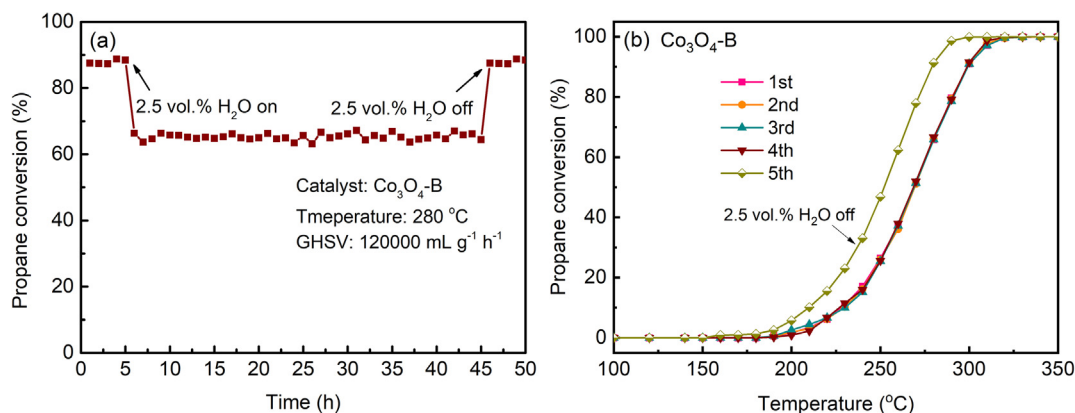 (a)
2.5 vol.% H₂O on
2.5 vol.% H₂O off
Catalyst: Co₃O₄-B
Tmeperature: 280 °C
GHSV: 120000 mL g⁻¹ h⁻¹
Propane conversion (%)
100
80
60
40
20
0
0 5 10 15 20 25 30 35 40 45 50
Time (h)
(b) Co₃O₄-B
1st
2nd
3rd
4th
5th
2.5 vol.% H₂O off
Propane conversion (%)
100
80
60
40
20
0
100 150 200 250 300 350
Temperature (°C)